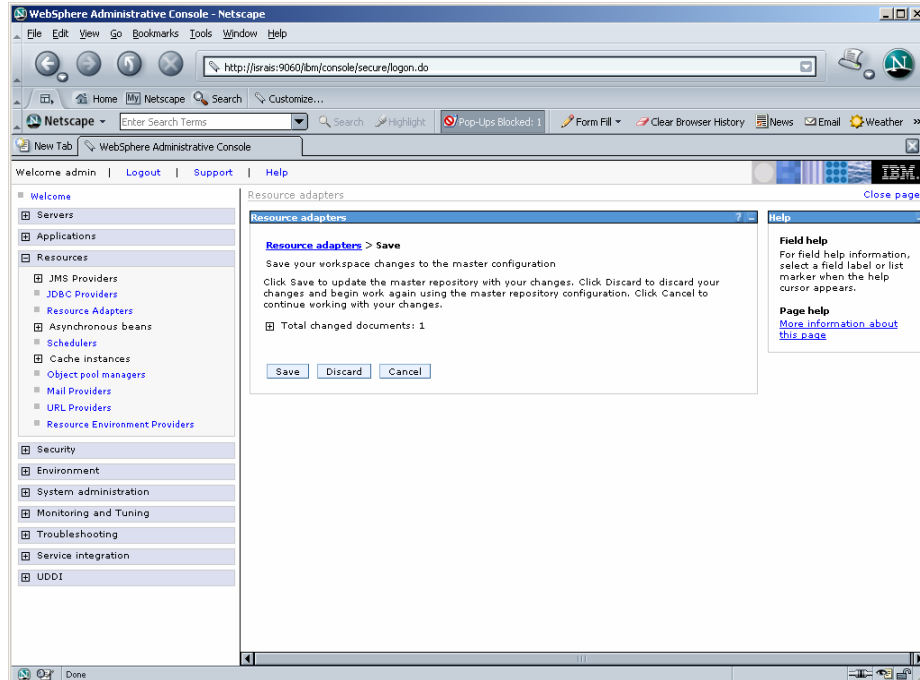 WebSphere Administrative Console - Netscape
File Edit View Go Bookmarks Tools Window Help
http://israis:9060/ibm/console/secure/logon.do
Home My Netscape Search Customize...
Netscape Enter Search Terms Search Highlight Pop-Ups Blocked: 1 Form Fill Clear Browser History News Email Weather »
New Tab WebSphere Administrative Console
Welcome admin | Logout | Support | Help IBM.
Welcome
Servers
Applications
Resources
JMS Providers
JDBC Providers
Resource Adapters
Asynchronous beans
Schedulers
Cache instances
Object pool managers
Mail Providers
URL Providers
Resource Environment Providers
Security
Environment
System administration
Monitoring and Tuning
Troubleshooting
Service integration
UDDI
Resource adapters Close page
Resource adapters ? _
Resource adapters > Save
Save your workspace changes to the master configuration
Click Save to update the master repository with your changes. Click Discard to discard your
changes and begin work again using the master repository configuration. Click Cancel to
continue working with your changes.
Total changed documents: 1
Save Discard Cancel
Help
Field help
For field help information,
select a field label or list
marker when the help
cursor appears.
Page help
More information about
this page
Done